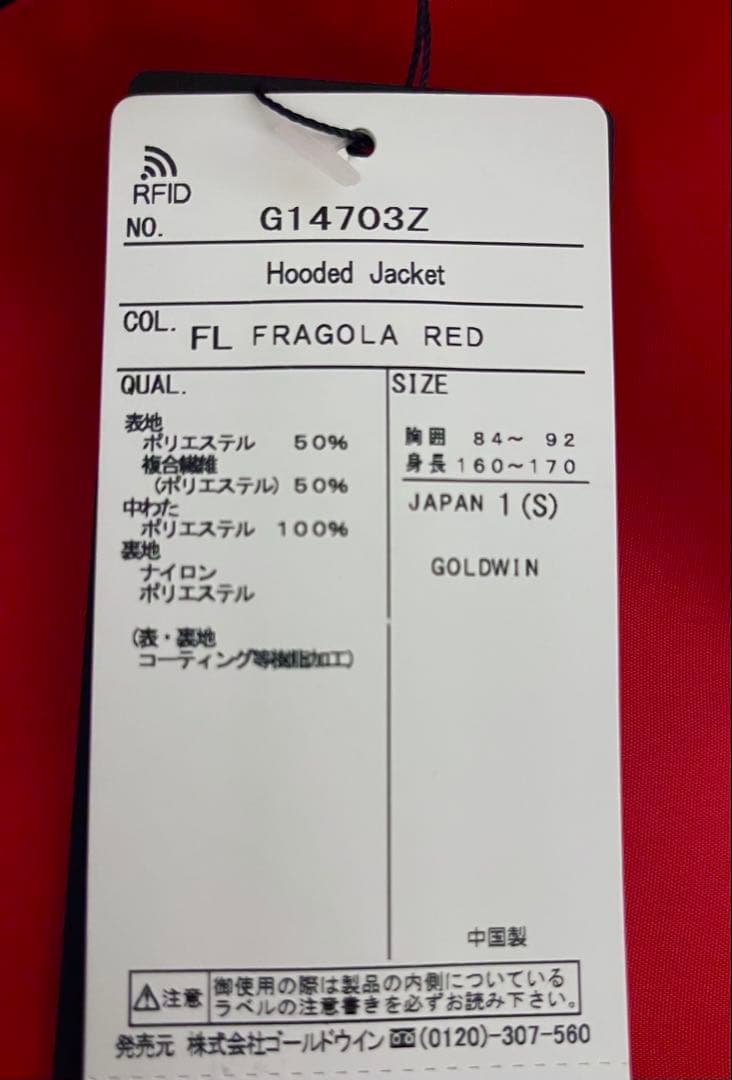 RFID
NO. G14703Z
Hooded Jacket
COL. FL FRAGOLA RED
QUAL.
表地
ポリエステル 50%
複合繊維
(ポリエステル) 50%
中わた
ポリエステル 100%
裏地
ナイロン
ポリエステル
(表・裏地
コーティング等樹脂加工)
SIZE
胸囲 84～ 92
身長 160～170
JAPAN 1(S)
GOLDWIN
中国製
注意 御使用の際は製品の内側についている
ラベルの注意書きを必ずお読み下さい。
発売元 株式会社ゴールドウイン (0120)-307-560